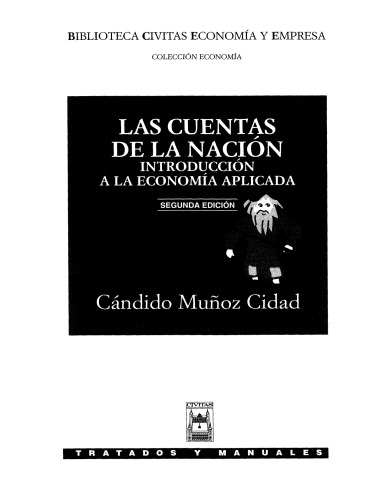 BIBLIOTECA CIVITAS ECONOMÍA Y EMPRESA
COLECCIÓN ECONOMÍA
LAS CUENTAS
DE LA NACIÓN
INTRODUCCIÓN
A LA ECONOMÍA APLICADA
SEGUNDA EDICIÓN
Cándido Muñoz Cidad
CIVITAS
TRATADOS Y MANUALES